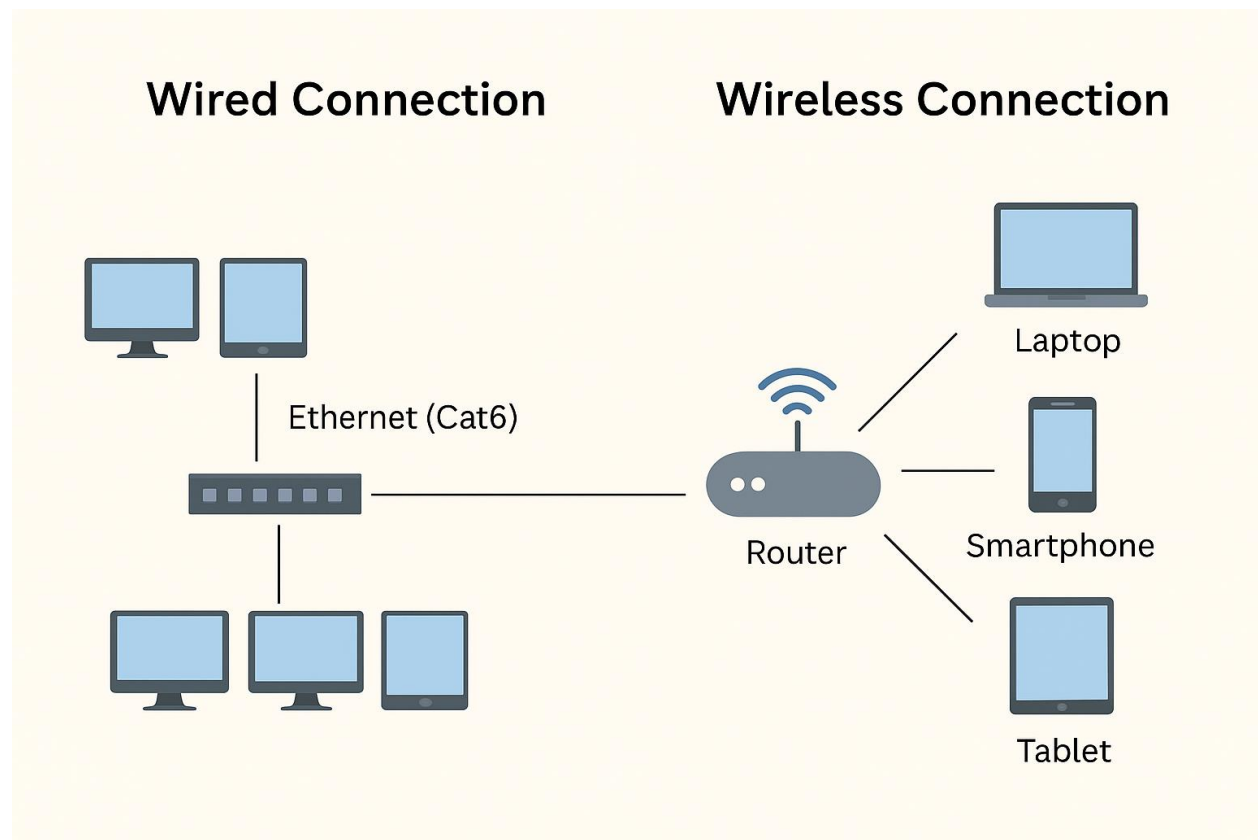 Wired Connection
Wireless Connection
Ethernet (Cat6)
Router
Laptop
Smartphone
Tablet